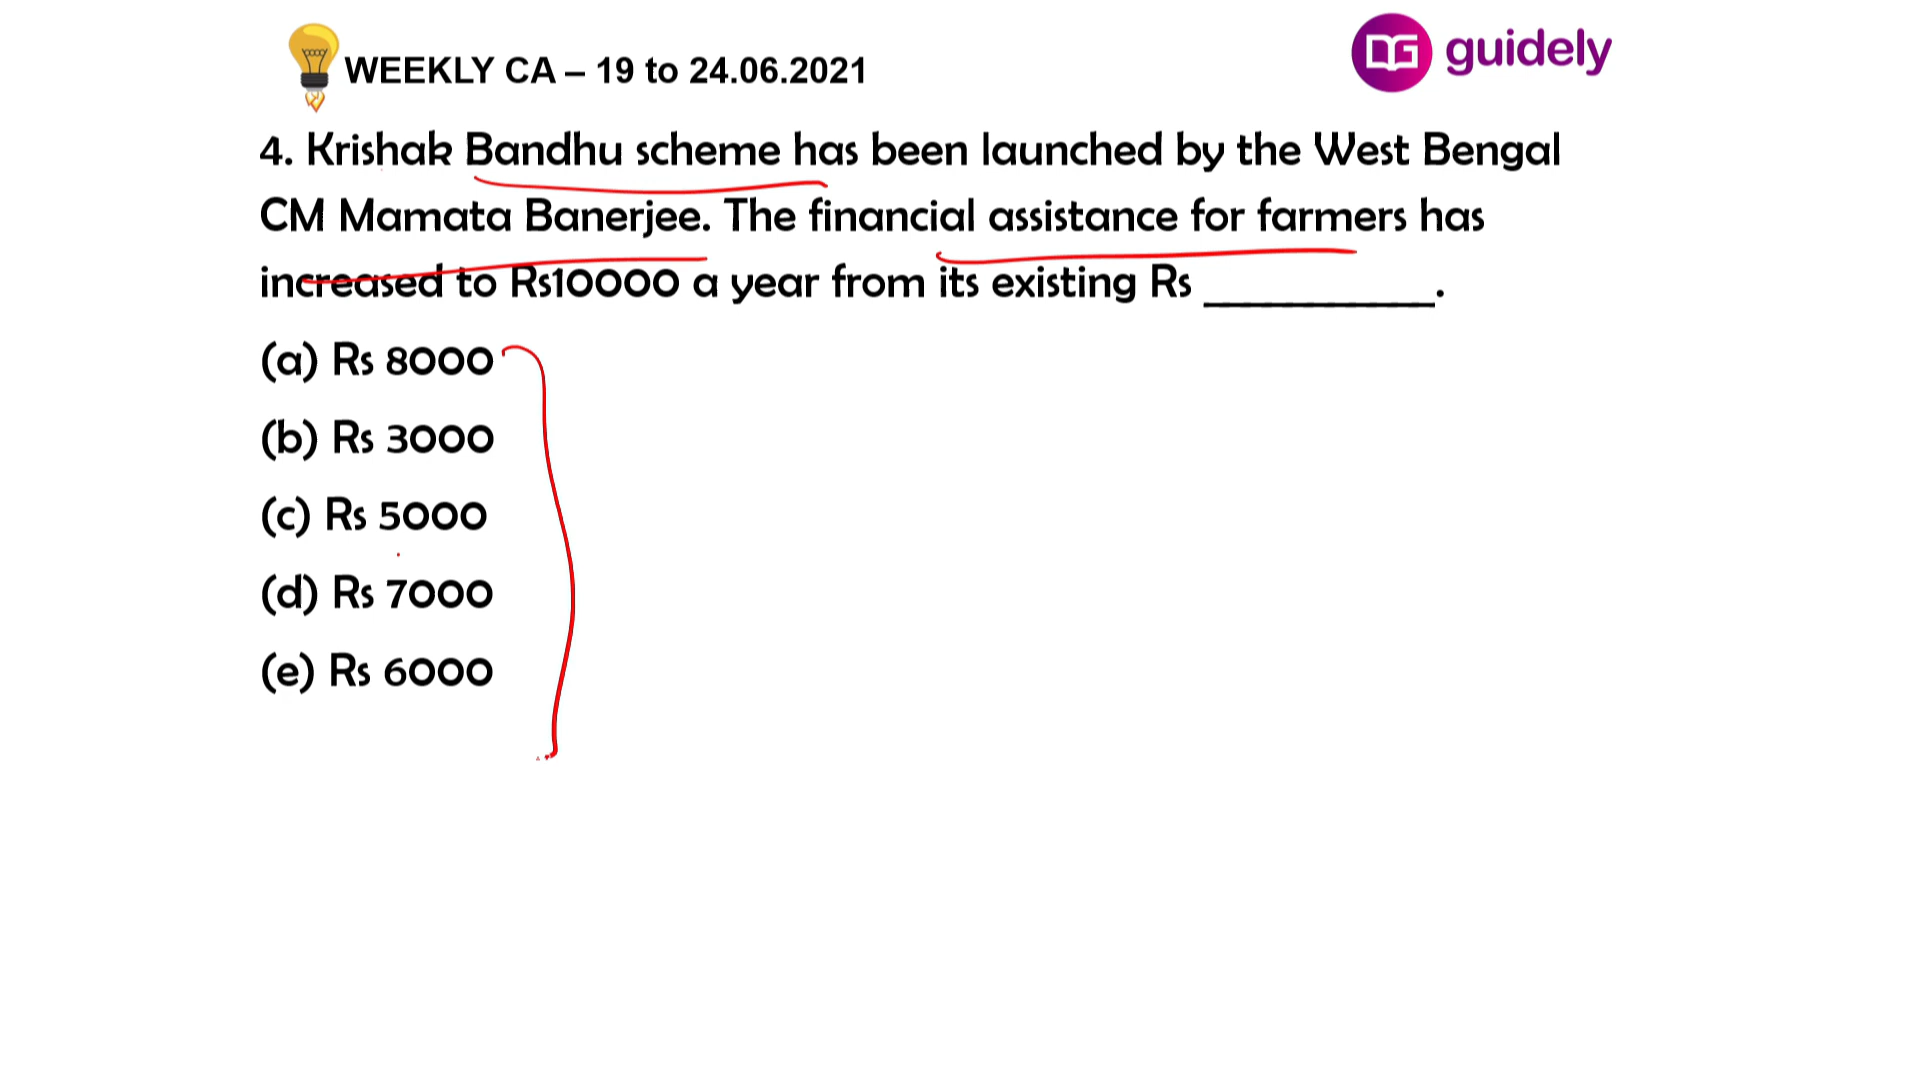 WEEKLY CA – 19 to 24.06.2021
guidely
4. Krishak Bandhu scheme has been launched by the West Bengal
CM Mamata Banerjee. The financial assistance for farmers has
increased to Rs10000 a year from its existing Rs ___________.
(a) Rs 8000
(b) Rs 3000
(c) Rs 5000
(d) Rs 7000
(e) Rs 6000